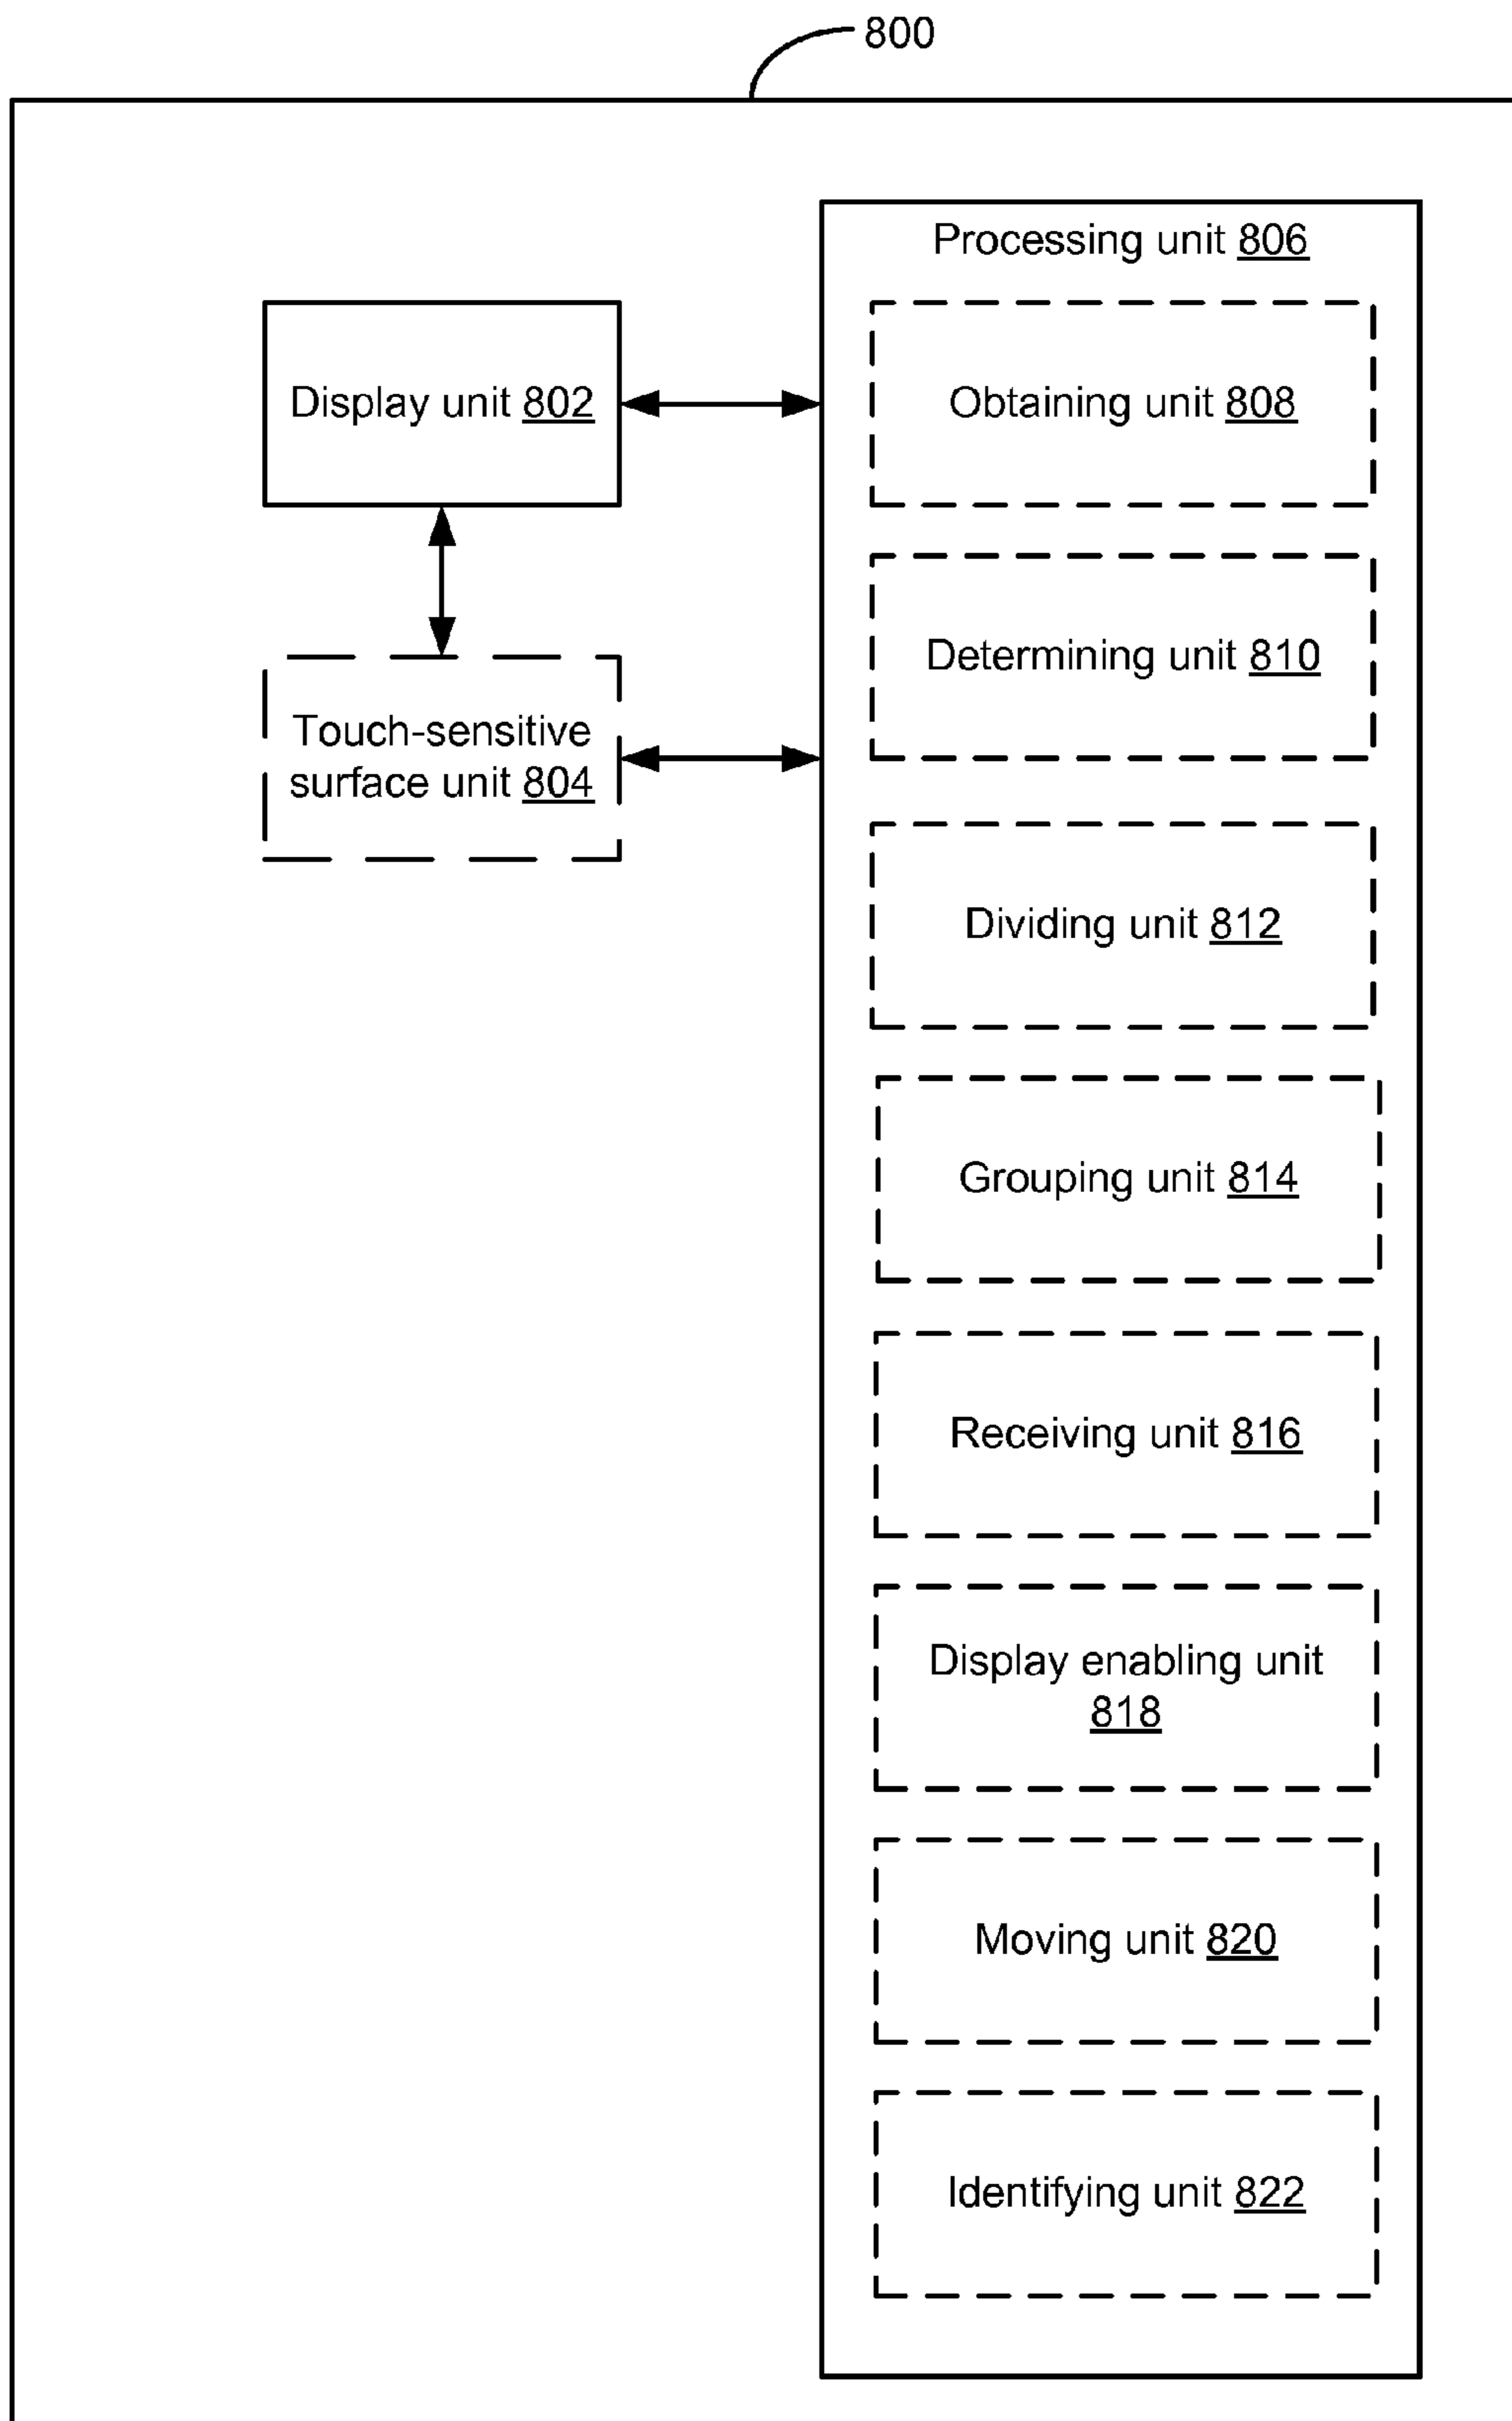 800
Processing unit 806
Display unit 802
Obtaining unit 808
Determining unit 810
Touch-sensitive
surface unit 804
Dividing unit 812
Grouping unit 814
Receiving unit 816
Display enabling unit
818
Moving unit 820
Identifying unit 822